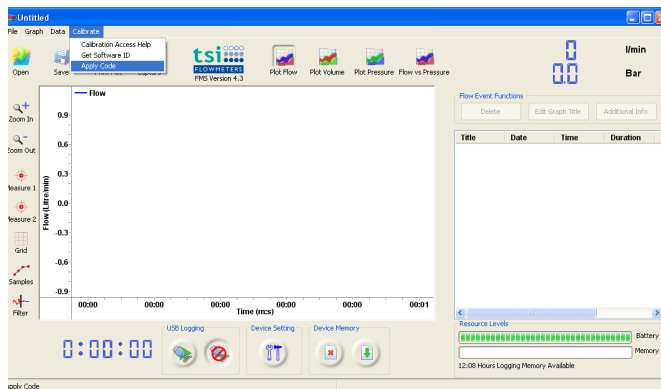 Untitled
File Graph Data Calibrate
Calibration Access Help
Get Software ID
Apply Code
Open
Save
tsi
FLOWMETERS
FMS Version 4.3
Plot Flow
Plot Volume
Plot Pressure
Flow vs Pressure
0 l/min
0.0 Bar
Zoom In
Zoom Out
Measure 1
Measure 2
Grid
Samples
Filter
Flow
Flow (Litre/min)
0.9
0.6
0.3
0.0
-0.3
-0.6
-0.9
00:00 00:00 00:00 00:00 00:00 00:01
Time (m:s)
Flow Event Functions
Delete
Edit Graph Title
Additional Info
Title Date Time Duration
0:00:00
USB Logging
Device Setting
Device Memory
Resource Levels
Battery
Memory
12:08 Hours Logging Memory Available
Apply Code